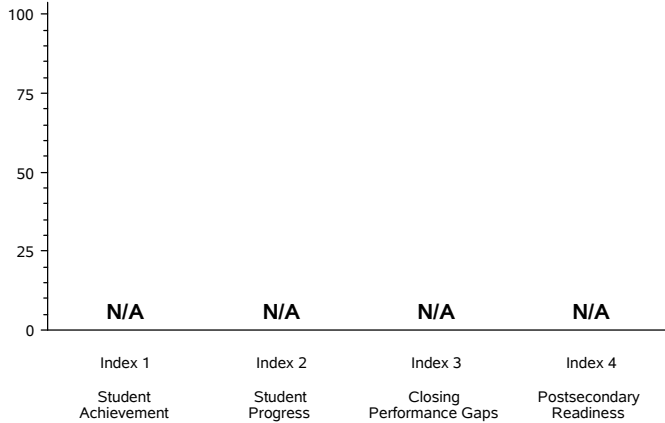 100
75
50
25
0
N/A N/A N/A N/A
Index 1 Index 2 Index 3 Index 4
Student Student Closing Postsecondary
Achievement Progress Performance Gaps Readiness